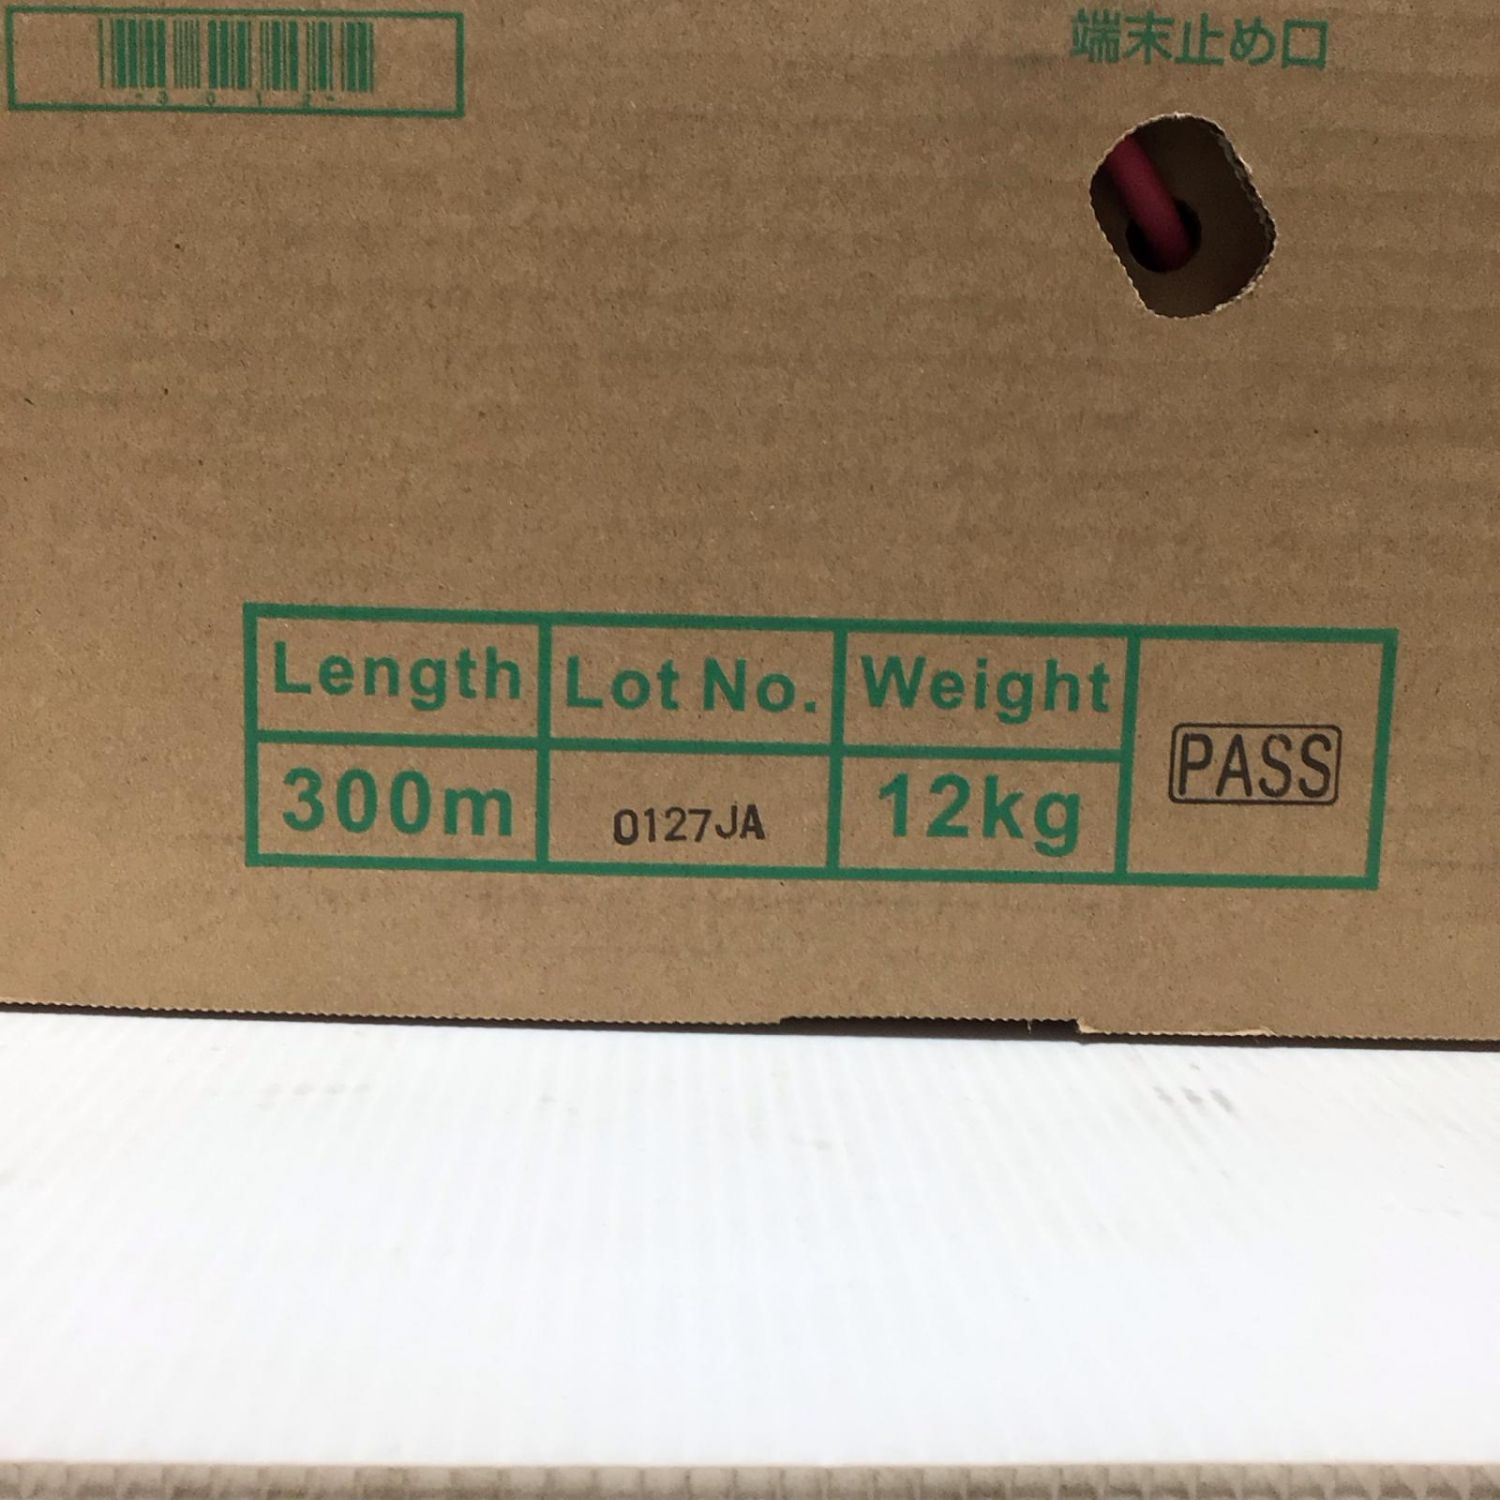 端末止め口
Length Lot No. Weight
300m 0127JA 12kg PASS